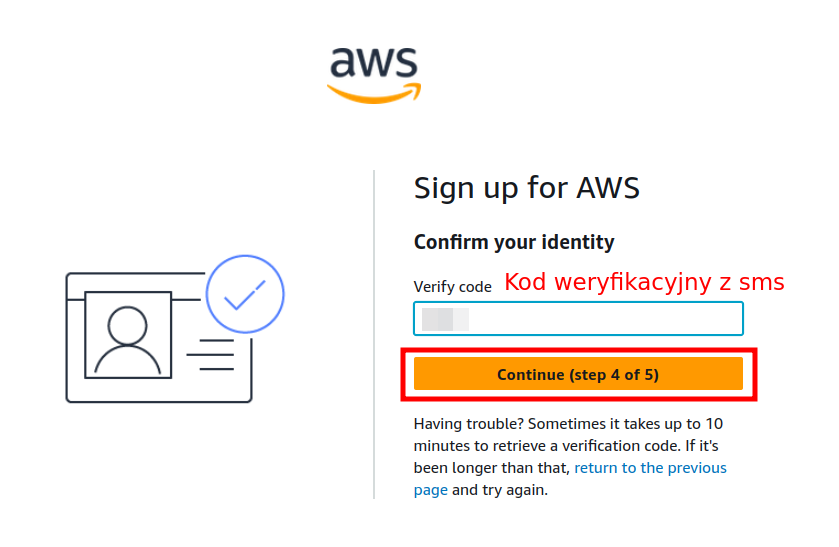 aws
Sign up for AWS
Confirm your identity
Verify code Kod weryfikacyjny z sms
Continue (step 4 of 5)
Having trouble? Sometimes it takes up to 10
minutes to retrieve a verification code. If it's
been longer than that, return to the previous
page and try again.